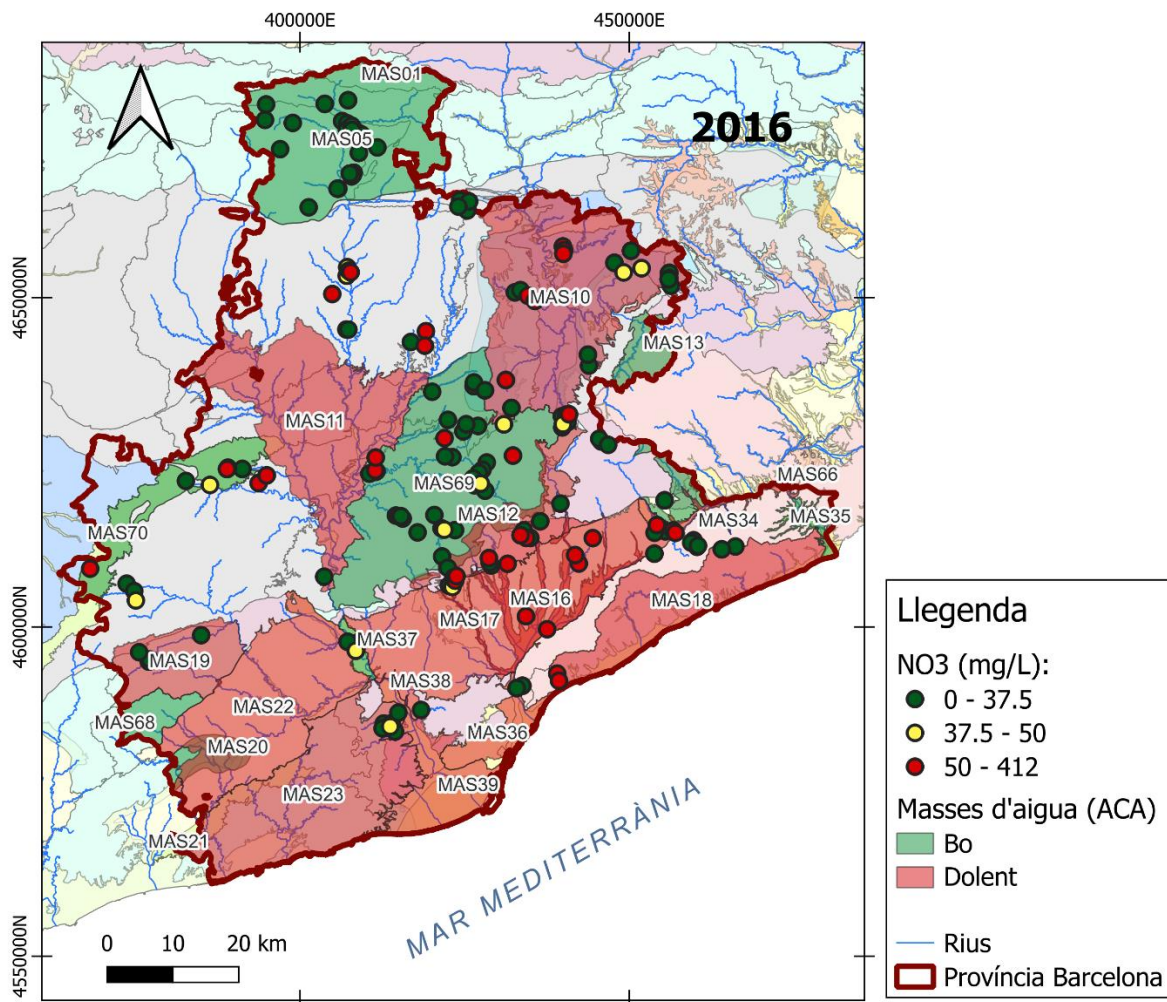 400000E
450000E
MAS01
2016
MAS05
4650000N
MAS10
MAS13
MAS11
MAS69
MAS66
MAS12
MAS34
MAS35
MAS70
MAS16
MAS18
MAS17
4600000N
MAS37
MAS19
MAS38
MAS22
MAS68
MAS36
MAS20
MAS39
MAS23
MAS21
MAR MEDITERRÀNIA
0 10 20 km
4550000N
Llegenda
NO3 (mg/L):
0 - 37.5
37.5 - 50
50 - 412
Masses d'aigua (ACA)
Bo
Dolent
Rius
Província Barcelona